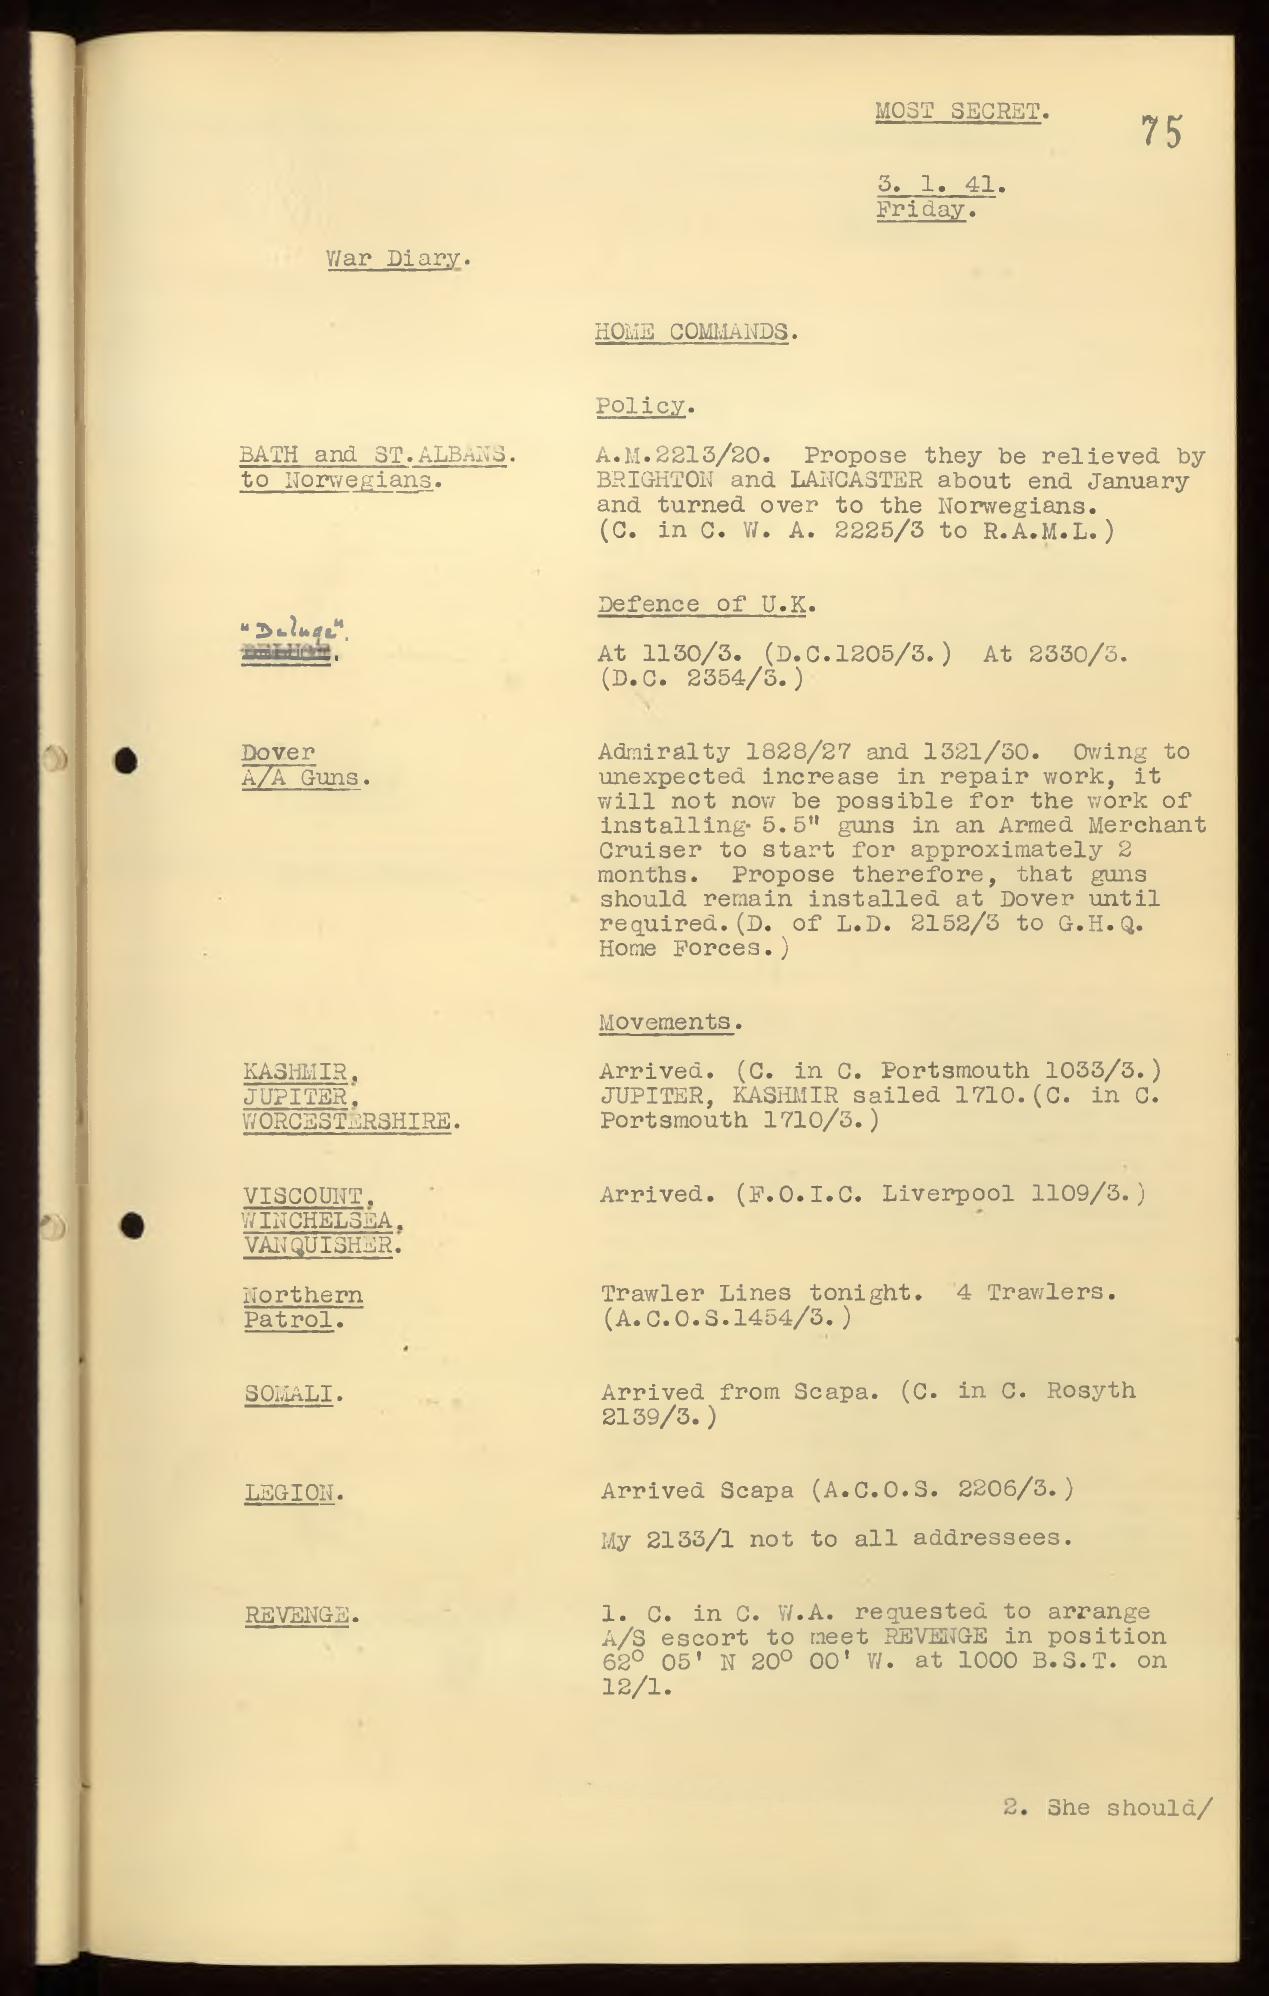 MOST SECRET.
75
3. 1. 41.
Friday.
War Diary.
HOME COMMANDS.
Policy.
BATH and ST.ALBANS.
to Norwegians.
A.M.2213/20. Propose they be relieved by
BRIGHTON and LANCASTER about end January
and turned over to the Norwegians.
(C. in C. W. A. 2225/3 to R.A.M.L.)
Defence of U.K.
"Deluge".
DELUGE.
At 1130/3. (D.C.1205/3.) At 2330/3.
(D.C. 2354/3.)
Dover
A/A Guns.
Admiralty 1828/27 and 1321/30. Owing to
unexpected increase in repair work, it
will not now be possible for the work of
installing 5.5" guns in an Armed Merchant
Cruiser to start for approximately 2
months. Propose therefore, that guns
should remain installed at Dover until
required.(D. of L.D. 2152/3 to G.H.Q.
Home Forces.)
Movements.
KASHMIR,
JUPITER,
WORCESTERSHIRE.
Arrived. (C. in C. Portsmouth 1033/3.)
JUPITER, KASHMIR sailed 1710.(C. in C.
Portsmouth 1710/3.)
VISCOUNT,
WINCHELSEA,
VANQUISHER.
Arrived. (F.O.I.C. Liverpool 1109/3.)
Northern
Patrol.
Trawler Lines tonight. 4 Trawlers.
(A.C.O.S.1454/3.)
SOMALI.
Arrived from Scapa. (C. in C. Rosyth
2139/3.)
LEGION.
Arrived Scapa (A.C.O.S. 2206/3.)
My 2133/1 not to all addressees.
REVENGE.
1. C. in C. W.A. requested to arrange
A/S escort to meet REVENGE in position
62° 05' N 20° 00' W. at 1000 B.S.T. on
12/1.
2. She should/